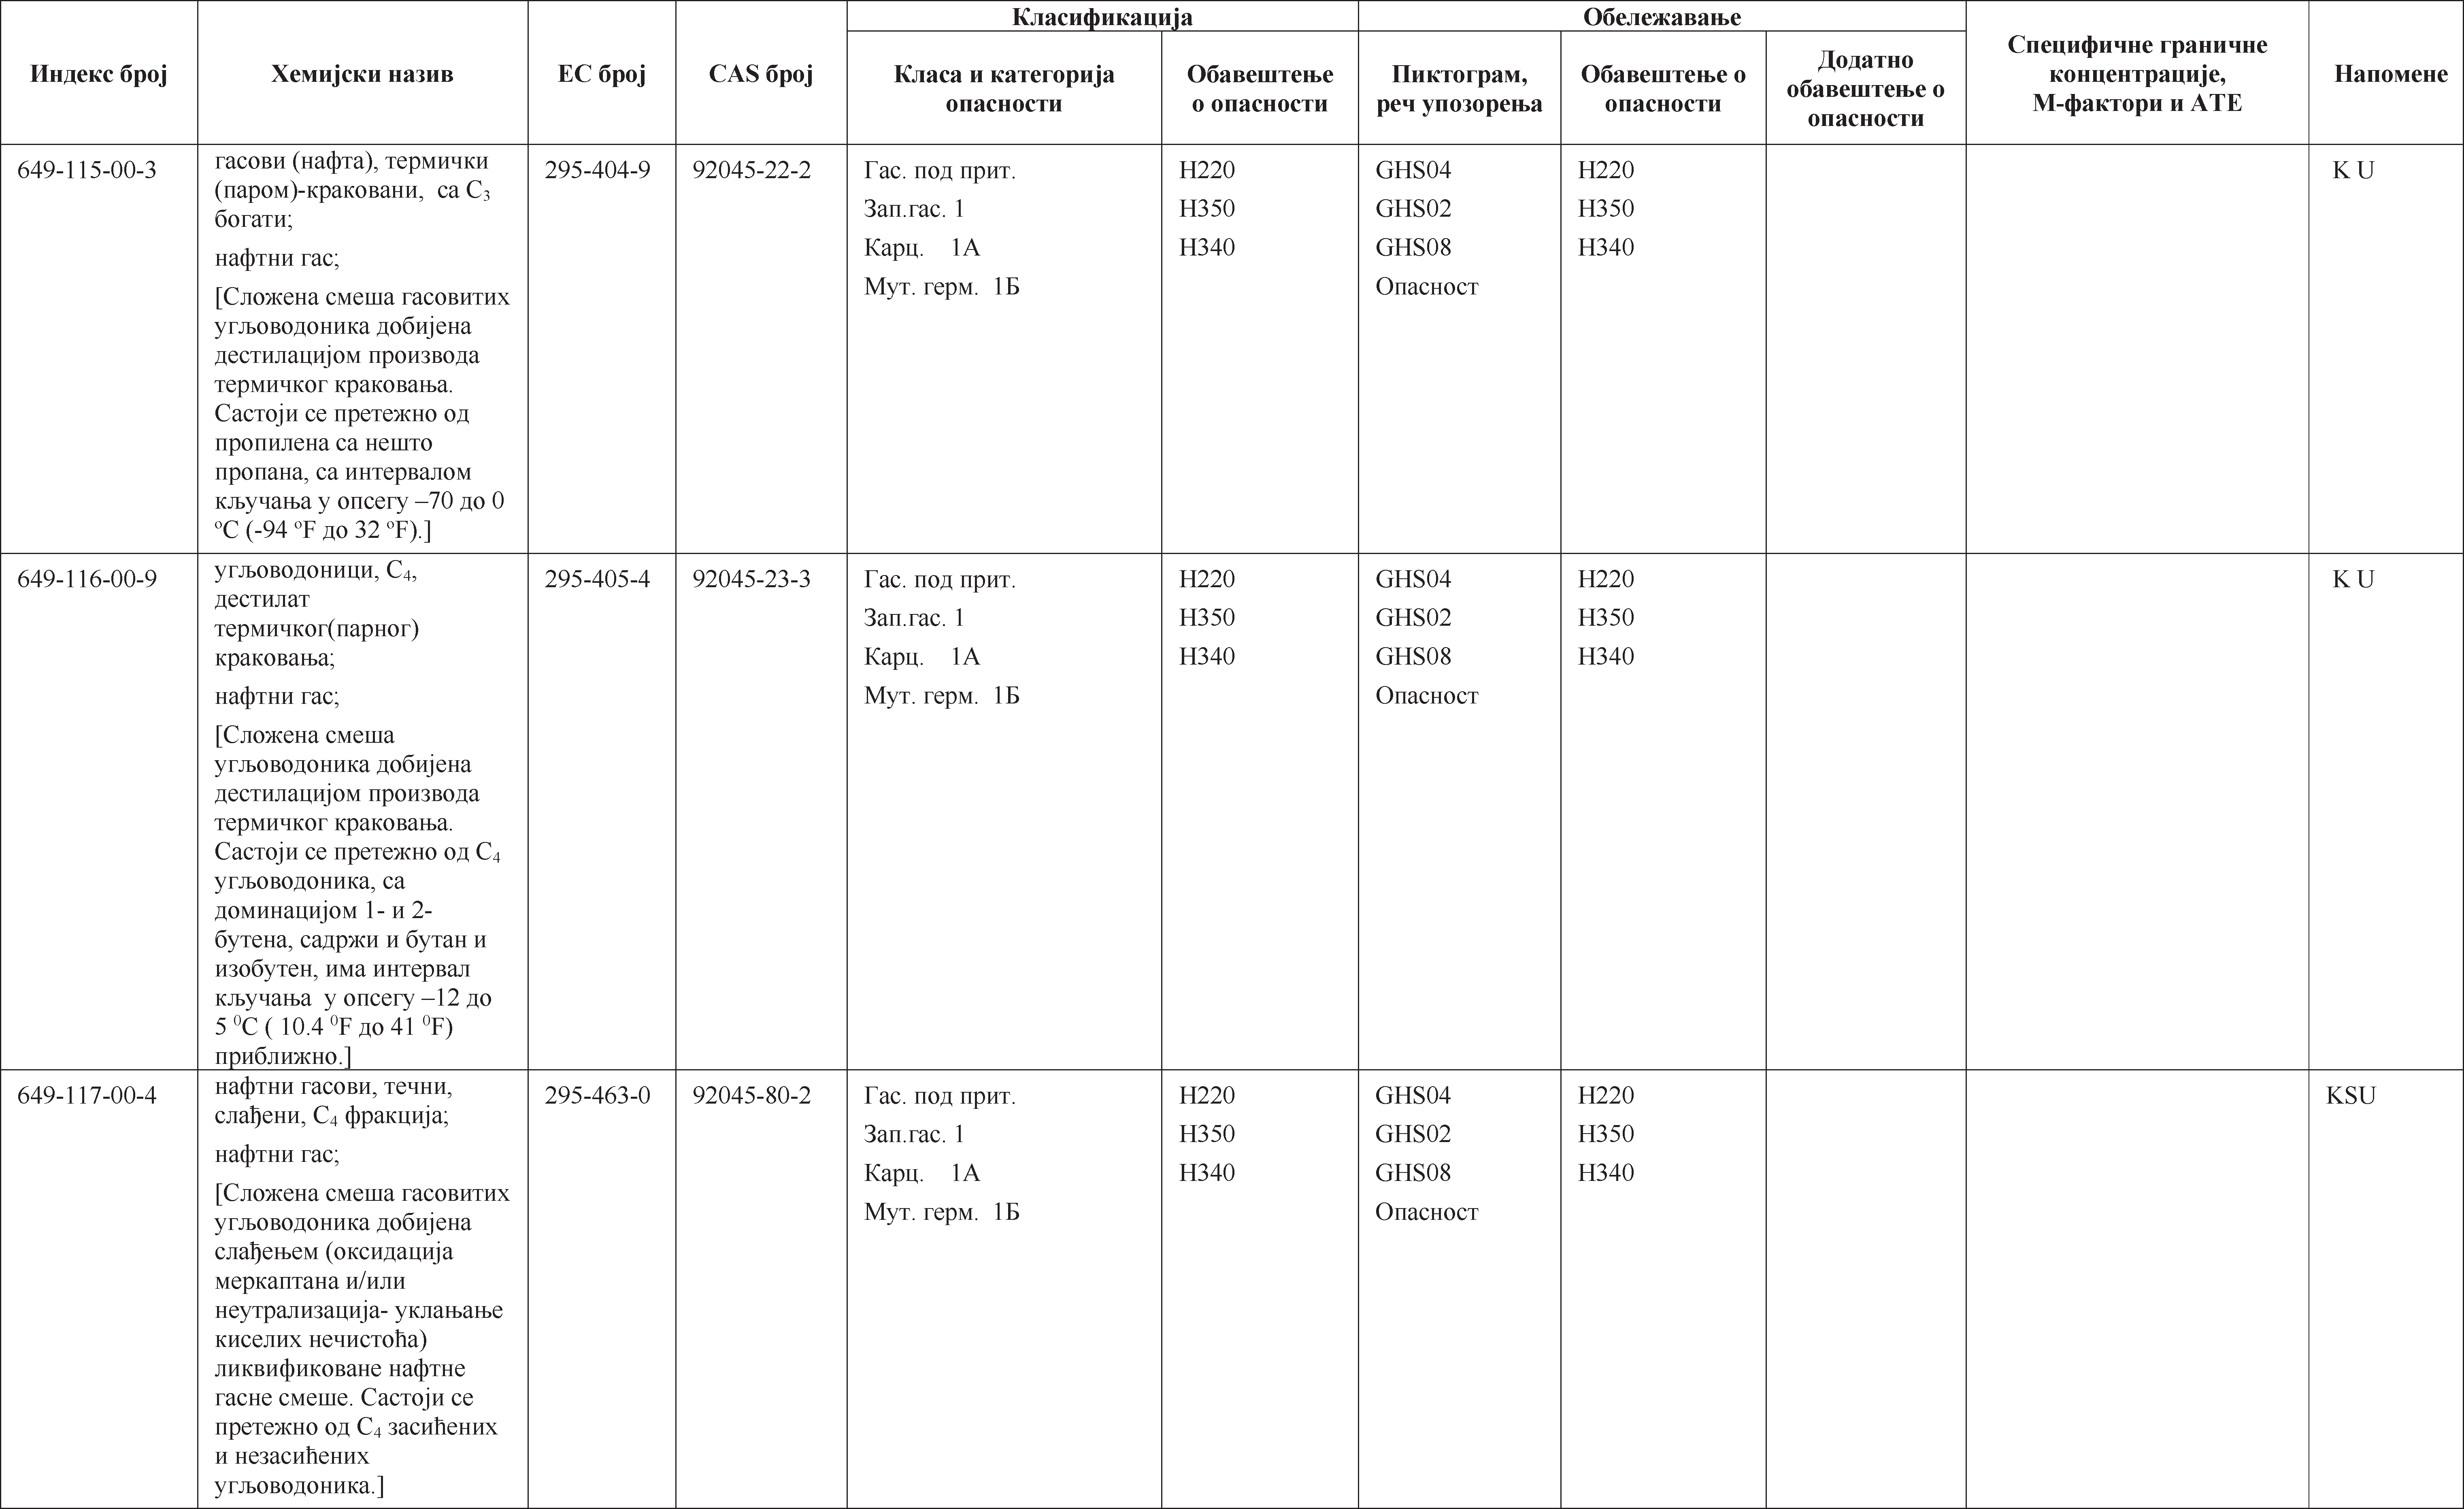 Индекс број
Хемијски назив
ЕС број
CAS број
Класификација
Класа и категорија
опасности
Обавештење
о опасности
Обележавање
Пиктограм,
реч упозорења
Обавештење о
опасности
Додатно
обавештење о
опасности
Специфичне граничне
концентрације,
М-фактори и АТЕ
Напомене
649-115-00-3
гасови (нафта), термички
(паром)-краковани,  са C₃
богати;
нафтни гас;
[Сложена смеша гасовитих
угљоводоника добијена
дестилацијом производа
термичког краковања.
Састоји се претежно од
пропилена са нешто
пропана, са интервалом
кључања у опсегу –70 до 0
ºC (-94 ºF до 32 ºF).]
295-404-9
92045-22-2
Гас. под прит.
Зап.гас. 1
Карц.    1А
Мут. герм.  1Б
H220
H350
H340
GHS04
GHS02
GHS08
Опасност
H220
H350
H340
K U
649-116-00-9
угљоводоници, C₄,
дестилат
термичког(парног)
краковања;
нафтни гас;
[Сложена смеша
угљоводоника добијена
дестилацијом производа
термичког краковања.
Састоји се претежно од C₄
угљоводоника, са
доминацијом 1- и 2-
бутена, садржи и бутан и
изобутен, има интервал
кључања  у опсегу –12 до
5 ⁰C ( 10.4 ⁰F до 41 ⁰F)
приближно.]
295-405-4
92045-23-3
Гас. под прит.
Зап.гас. 1
Карц.    1А
Мут. герм.  1Б
H220
H350
H340
GHS04
GHS02
GHS08
Опасност
H220
H350
H340
K U
649-117-00-4
нафтни гасови, течни,
слађени, C₄ фракција;
нафтни гас;
[Сложена смеша гасовитих
угљоводоника добијена
слађењем (оксидација
меркаптана и/или
неутрализација- уклањање
киселих нечистоћа)
ликвификоване нафтне
гасне смеше. Састоји се
претежно од C₄ засићених
и незасићених
угљоводоника.]
295-463-0
92045-80-2
Гас. под прит.
Зап.гас. 1
Карц.    1А
Мут. герм.  1Б
H220
H350
H340
GHS04
GHS02
GHS08
Опасност
H220
H350
H340
KSU